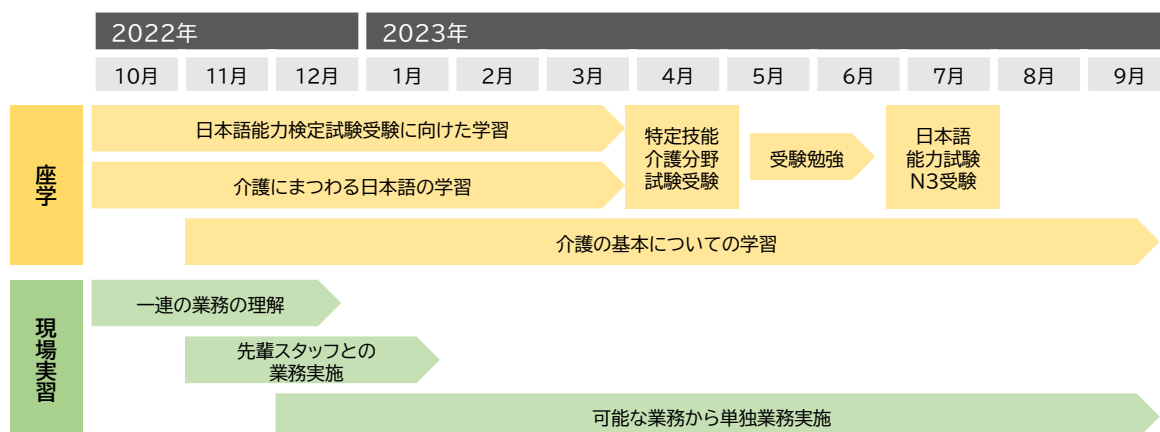 2022年 2023年
10月 11月 12月 1月 2月 3月 4月 5月 6月 7月 8月 9月
座学
日本語能力検定試験受験に向けた学習
介護にまつわる日本語の学習
特定技能
介護分野
試験受験
受験勉強
日本語
能力試験
N3受験
介護の基本についての学習
現場実習
一連の業務の理解
先輩スタッフとの
業務実施
可能な業務から単独業務実施